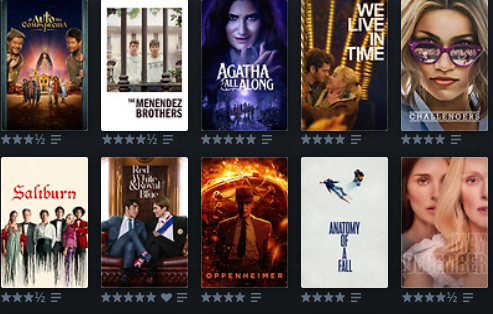 O AUTO
DA
COMPADECIDA
2
THE MENENDEZ
BROTHERS
AGATHA
ALL ALONG
WE
LIVE
IN
TIME
CHALLENGERS
★★★½
★★★★½
★★★★★
★★★★
★★★★
Saltburn
Red,
White
& Royal
Blue
OPPENHEIMER
ANATOMY
OF A
FALL
MAY
DECEMBER
★★★½
★★★★★ ♥
★★★★
★★★★
★★★★½